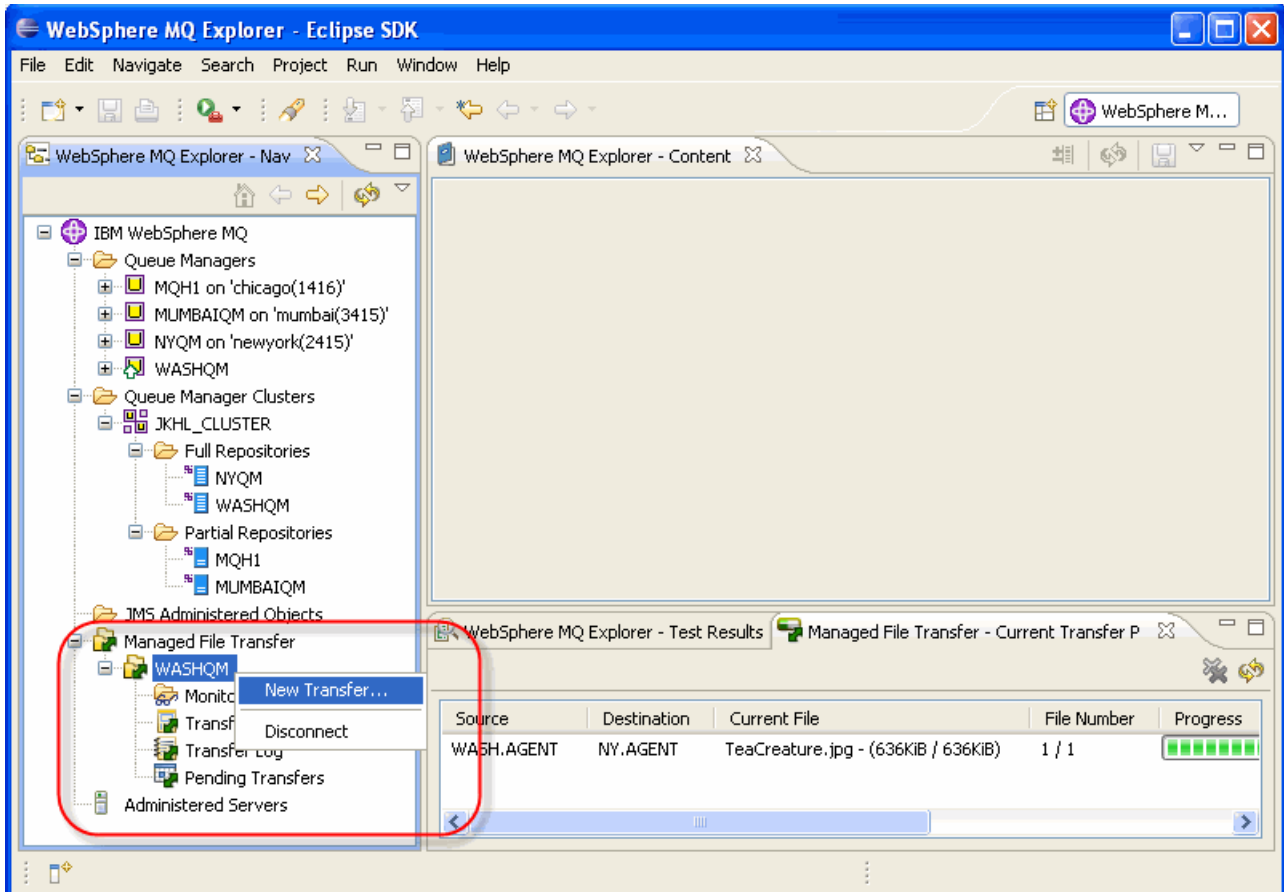 WebSphere MQ Explorer - Eclipse SDK
File Edit Navigate Search Project Run Window Help
WebSphere M...
WebSphere MQ Explorer - Nav
WebSphere MQ Explorer - Content
IBM WebSphere MQ
Queue Managers
MQH1 on 'chicago(1416)'
MUMBAIQM on 'mumbai(3415)'
NYQM on 'newyork(2415)'
WASHQM
Queue Manager Clusters
JKHL_CLUSTER
Full Repositories
NYQM
WASHQM
Partial Repositories
MQH1
MUMBAIQM
JMS Administered Objects
Managed File Transfer
WASHQM
New Transfer...
Monito
Transf
Disconnect
Transfer Log
Pending Transfers
Administered Servers
WebSphere MQ Explorer - Test Results
Managed File Transfer - Current Transfer P
Source Destination Current File File Number Progress
WASH.AGENT NY.AGENT TeaCreature.jpg - (636KiB / 636KiB) 1 / 1